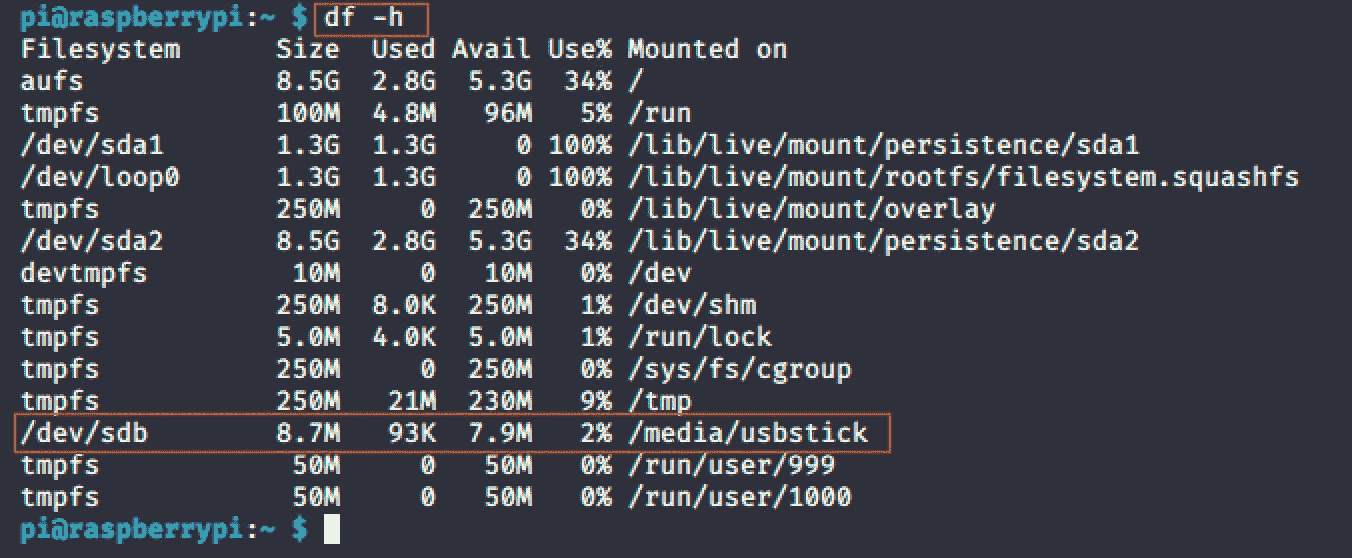 pi@raspberrypi:~ $ df -h
Filesystem      Size  Used Avail Use% Mounted on
aufs            8.5G  2.8G  5.3G  34% /
tmpfs           100M  4.8M   96M   5% /run
/dev/sda1       1.3G  1.3G     0 100% /lib/live/mount/persistence/sda1
/dev/loop0      1.3G  1.3G     0 100% /lib/live/mount/rootfs/filesystem.squashfs
tmpfs           250M     0  250M   0% /lib/live/mount/overlay
/dev/sda2       8.5G  2.8G  5.3G  34% /lib/live/mount/persistence/sda2
devtmpfs         10M     0   10M   0% /dev
tmpfs           250M  8.0K  250M   1% /dev/shm
tmpfs           5.0M  4.0K  5.0M   1% /run/lock
tmpfs           250M     0  250M   0% /sys/fs/cgroup
tmpfs           250M   21M  230M   9% /tmp
/dev/sdb        8.7M   93K  7.9M   2% /media/usbstick
tmpfs            50M     0   50M   0% /run/user/999
tmpfs            50M     0   50M   0% /run/user/1000
pi@raspberrypi:~ $